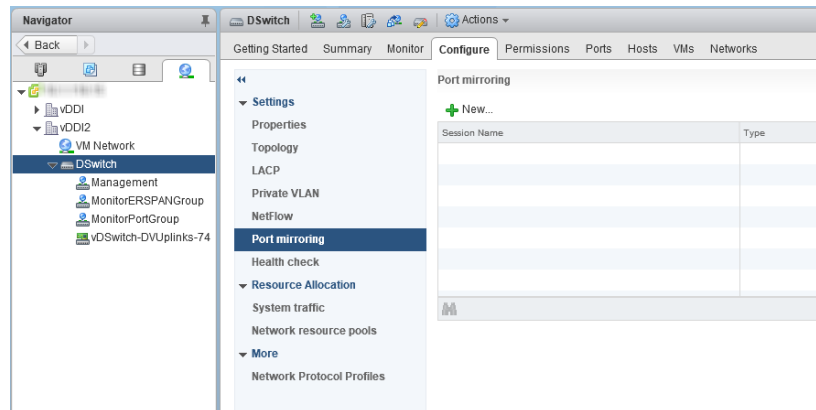 Navigator
Back
vDDI
vDDI2
VM Network
DSwitch
Management
MonitorERSPANGroup
MonitorPortGroup
vDSwitch-DVUplinks-74
DSwitch Actions
Getting Started Summary Monitor Configure Permissions Ports Hosts VMs Networks
Settings
Properties
Topology
LACP
Private VLAN
NetFlow
Port mirroring
Health check
Resource Allocation
System traffic
Network resource pools
More
Network Protocol Profiles
Port mirroring
New...
Session Name Type